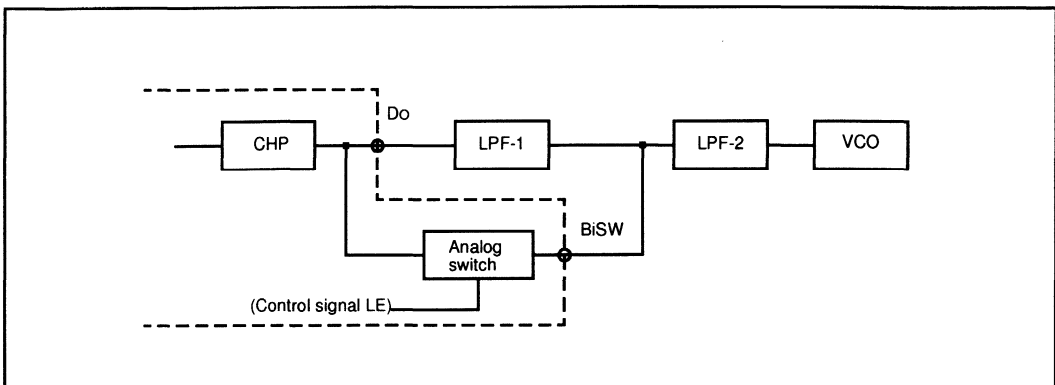 Do
CHP
LPF-1
LPF-2
VCO
BiSW
Analog
switch
(Control signal LE)